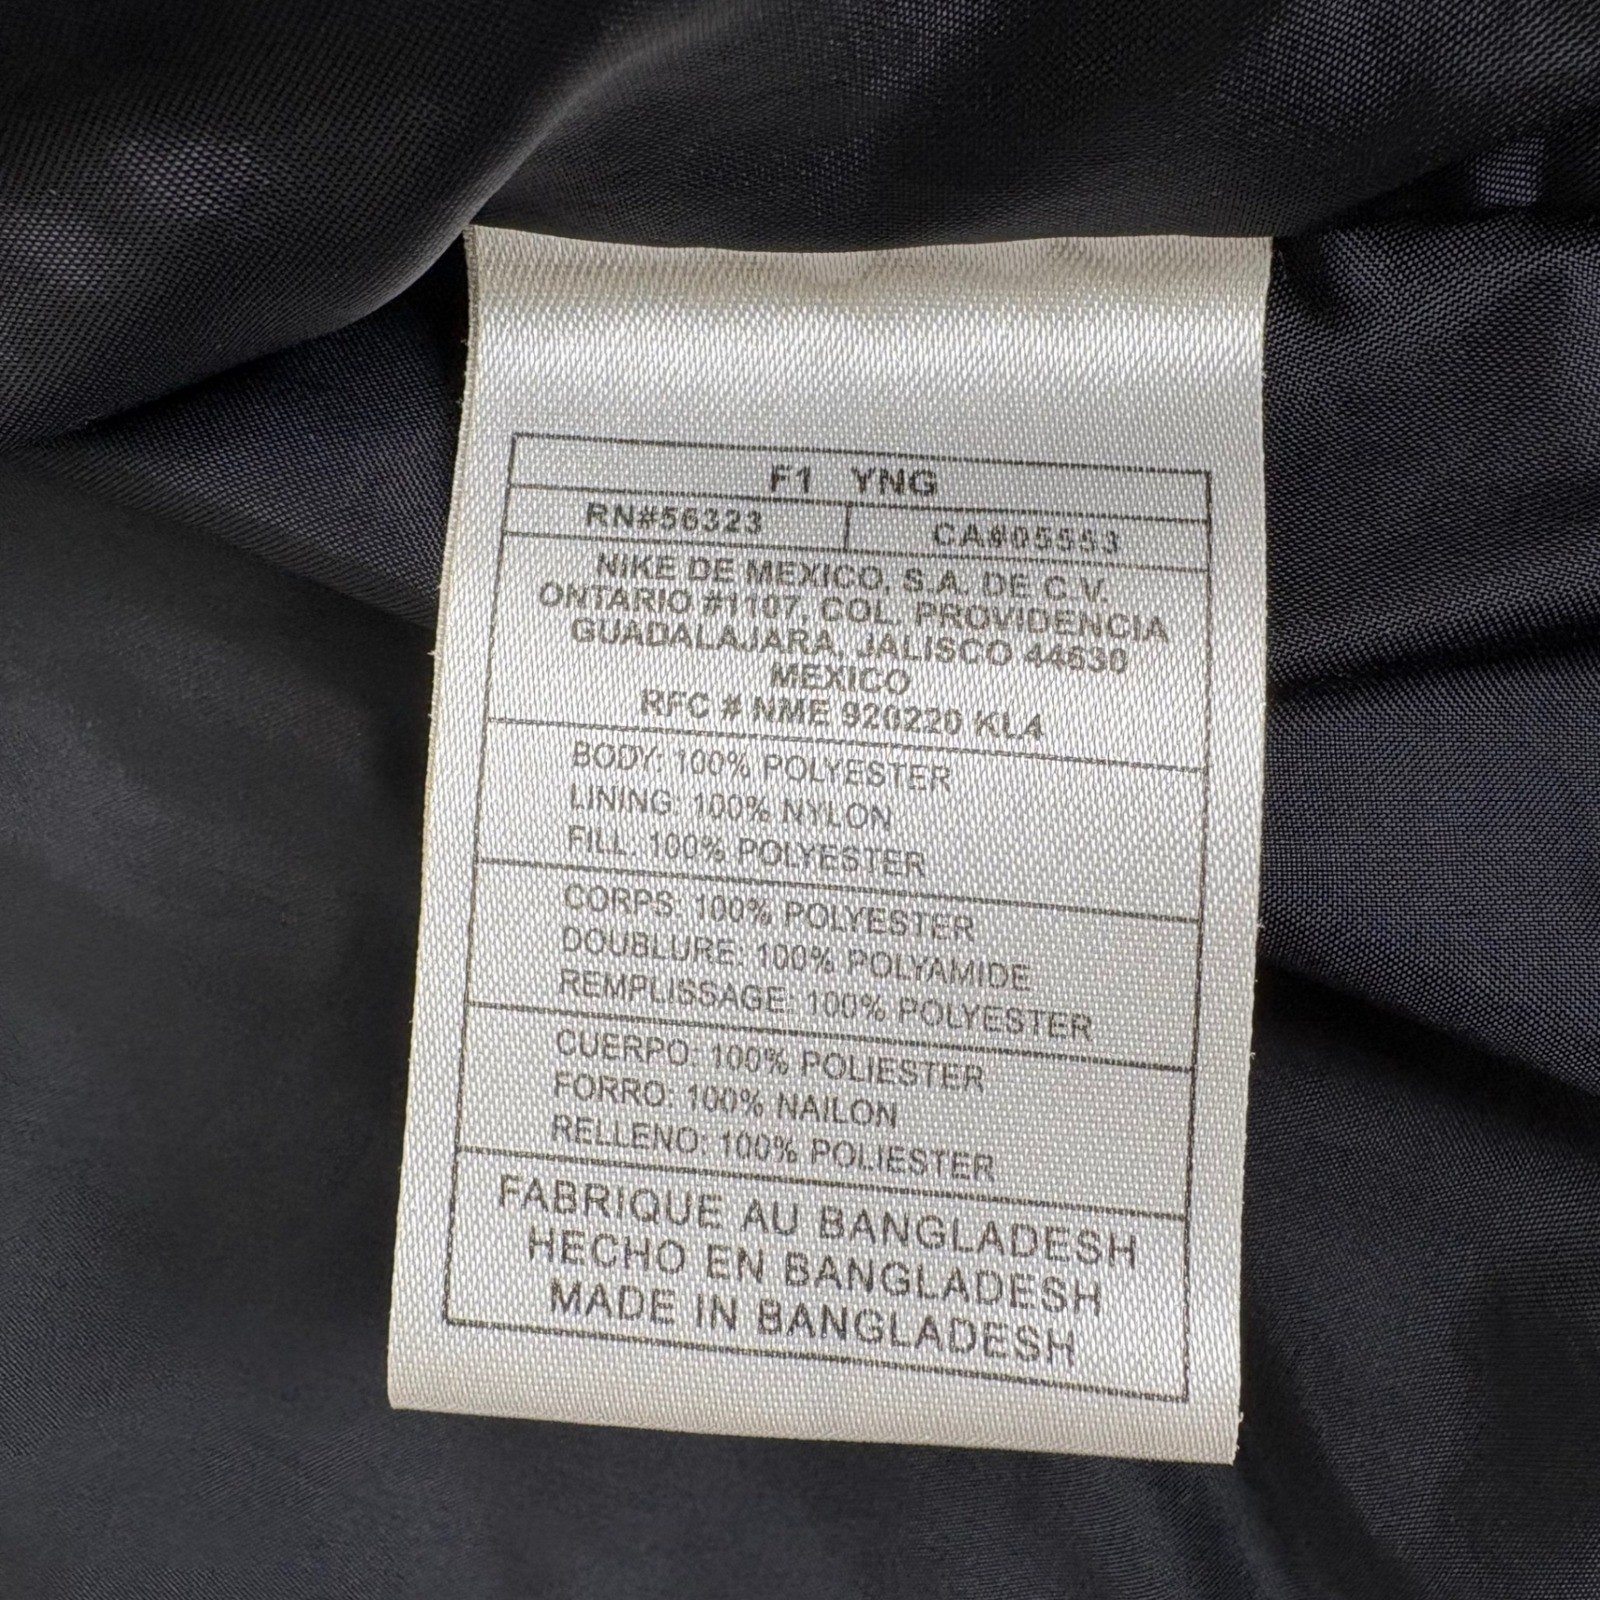 F1 YNG
RN#56323 CA#05553
NIKE DE MEXICO, S.A. DE C.V.
ONTARIO #1107, COL. PROVIDENCIA
GUADALAJARA, JALISCO 44630
MEXICO
RFC # NME 920220 KL4
BODY: 100% POLYESTER
LINING: 100% NYLON
FILL: 100% POLYESTER
CORPS: 100% POLYESTER
DOUBLURE: 100% POLYAMIDE
REMPLISSAGE: 100% POLYESTER
CUERPO: 100% POLIESTER
FORRO: 100% NAILON
RELLENO: 100% POLIESTER
FABRIQUE AU BANGLADESH
HECHO EN BANGLADESH
MADE IN BANGLADESH